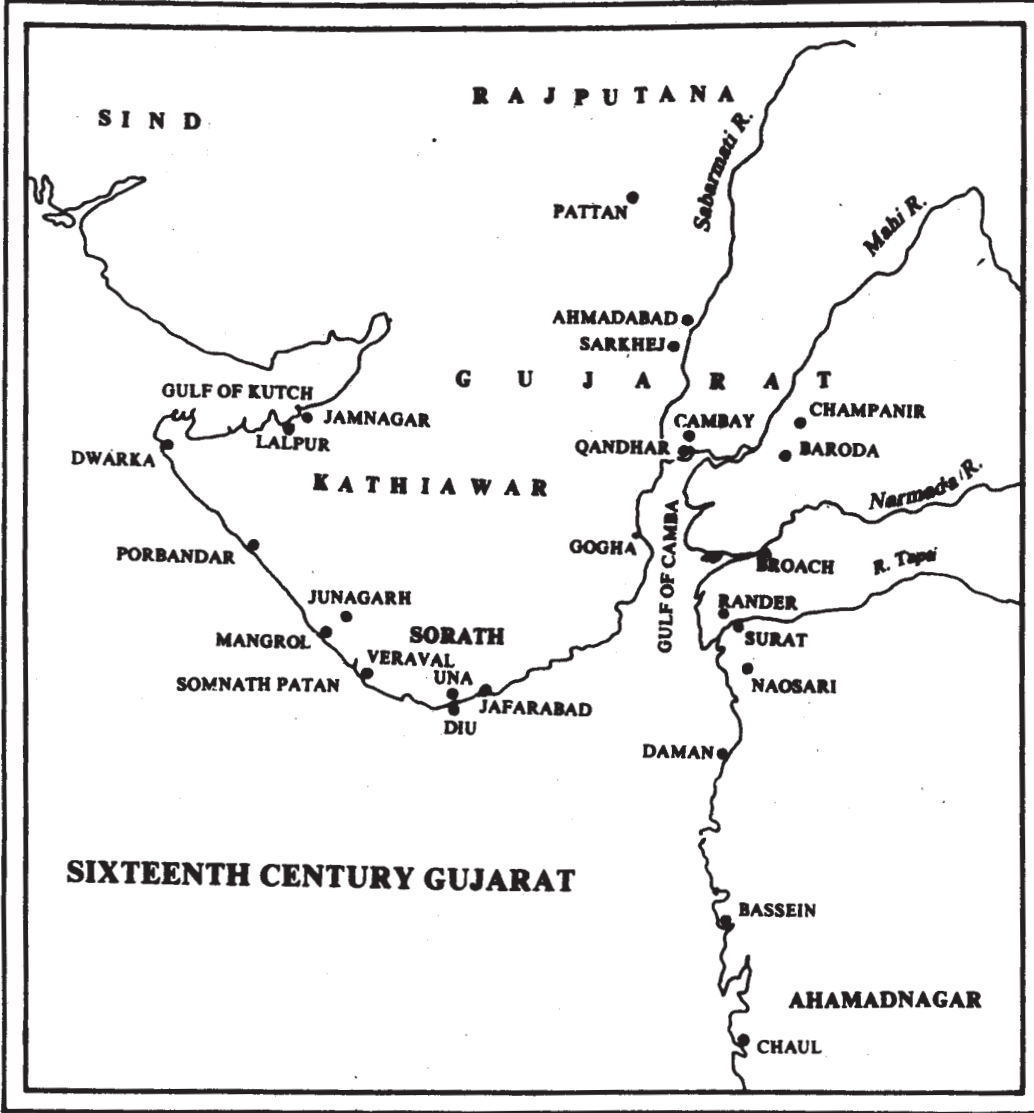 RAJPUTANA
SIND
Sabarmati R.
PATTAN
Mahi R.
AHMADABAD
SARKHEJ
GUJARAT
GULF OF KUTCH
JAMNAGAR
LALPUR
DWARKA
CAMBAY
CHAMPANIR
QANDHAR
BARODA
KATHIAWAR
Narmada R.
GULF OF CAMBA
GOGHA
PORBANDAR
BROACH
R. Tapti
JUNAGARH
RANDER
MANGROL
SORATH
SURAT
VERAVAL
SOMNATH PATAN
UNA
NAOSARI
JAFARABAD
DIU
DAMAN
SIXTEENTH CENTURY GUJARAT
BASSEIN
AHAMADNAGAR
CHAUL